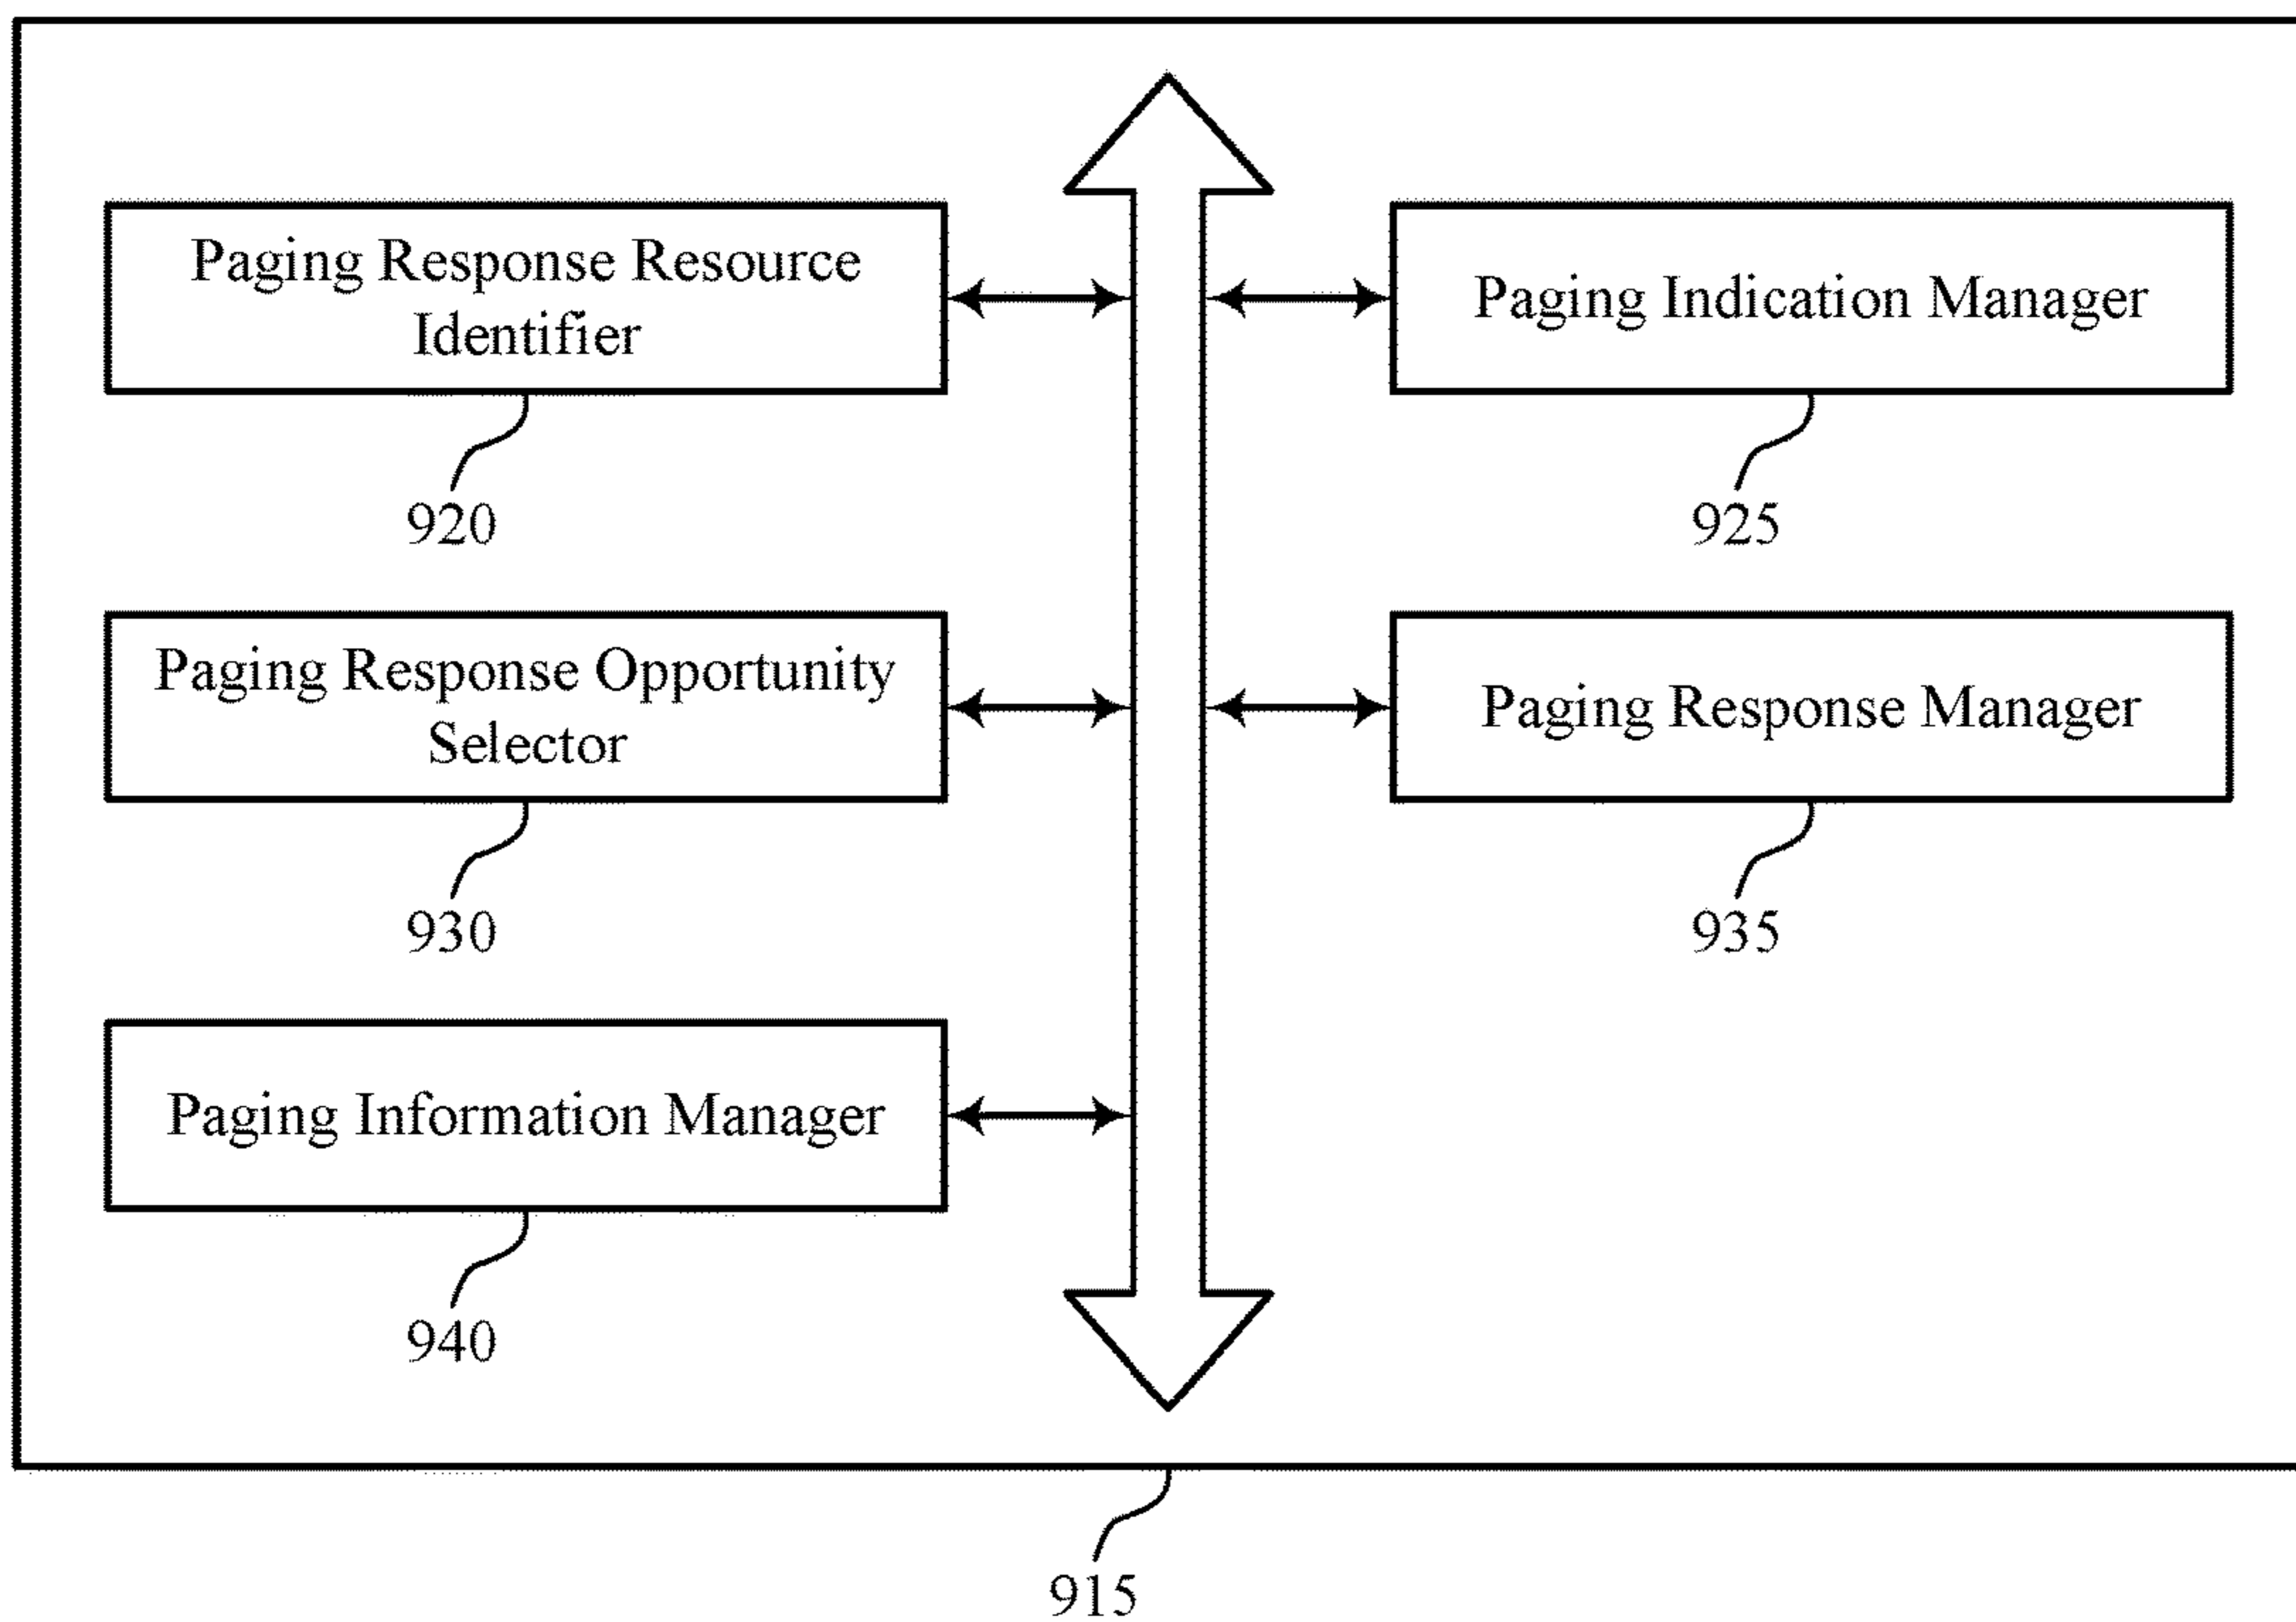 Paging Response Resource
Identifier
920
Paging Indication Manager
925
Paging Response Opportunity
Selector
930
Paging Response Manager
935
Paging Information Manager
940
915